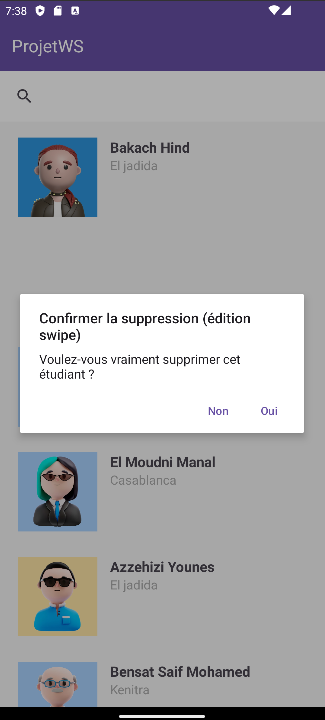 7:38
ProjetWS
Bakach Hind
El jadida
Confirmer la suppression (édition
swipe)
Voulez-vous vraiment supprimer cet
étudiant ?
Non Oui
El Moudni Manal
Casablanca
Azzehizi Younes
El jadida
Bensat Saif Mohamed
Kenitra